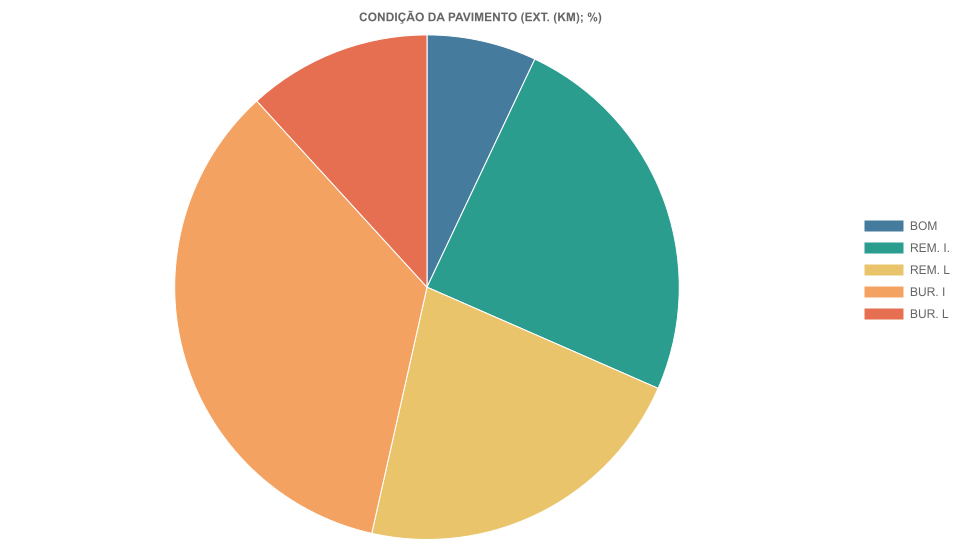 CONDIÇÃO DA PAVIMENTO (EXT. (KM); %)
BOM
REM. I.
REM. L
BUR. I
BUR. L